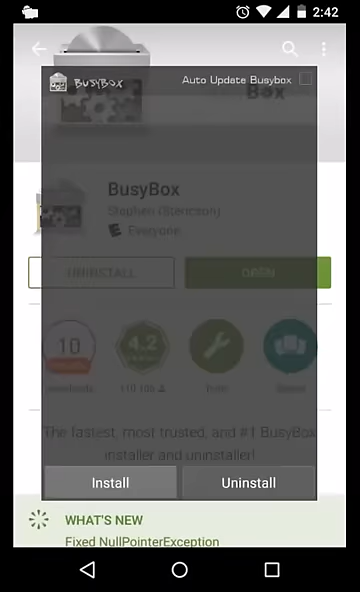 2:42
BUSYBOX
Auto Update Busybox
Box
BusyBox
Stephen (Stericson)
Everyone
UNINSTALL
OPEN
10
4.2
Tools
The fastest, most trusted, and #1 BusyBox
installer and uninstaller!
Install
Uninstall
WHAT'S NEW
Fixed NullPointerException